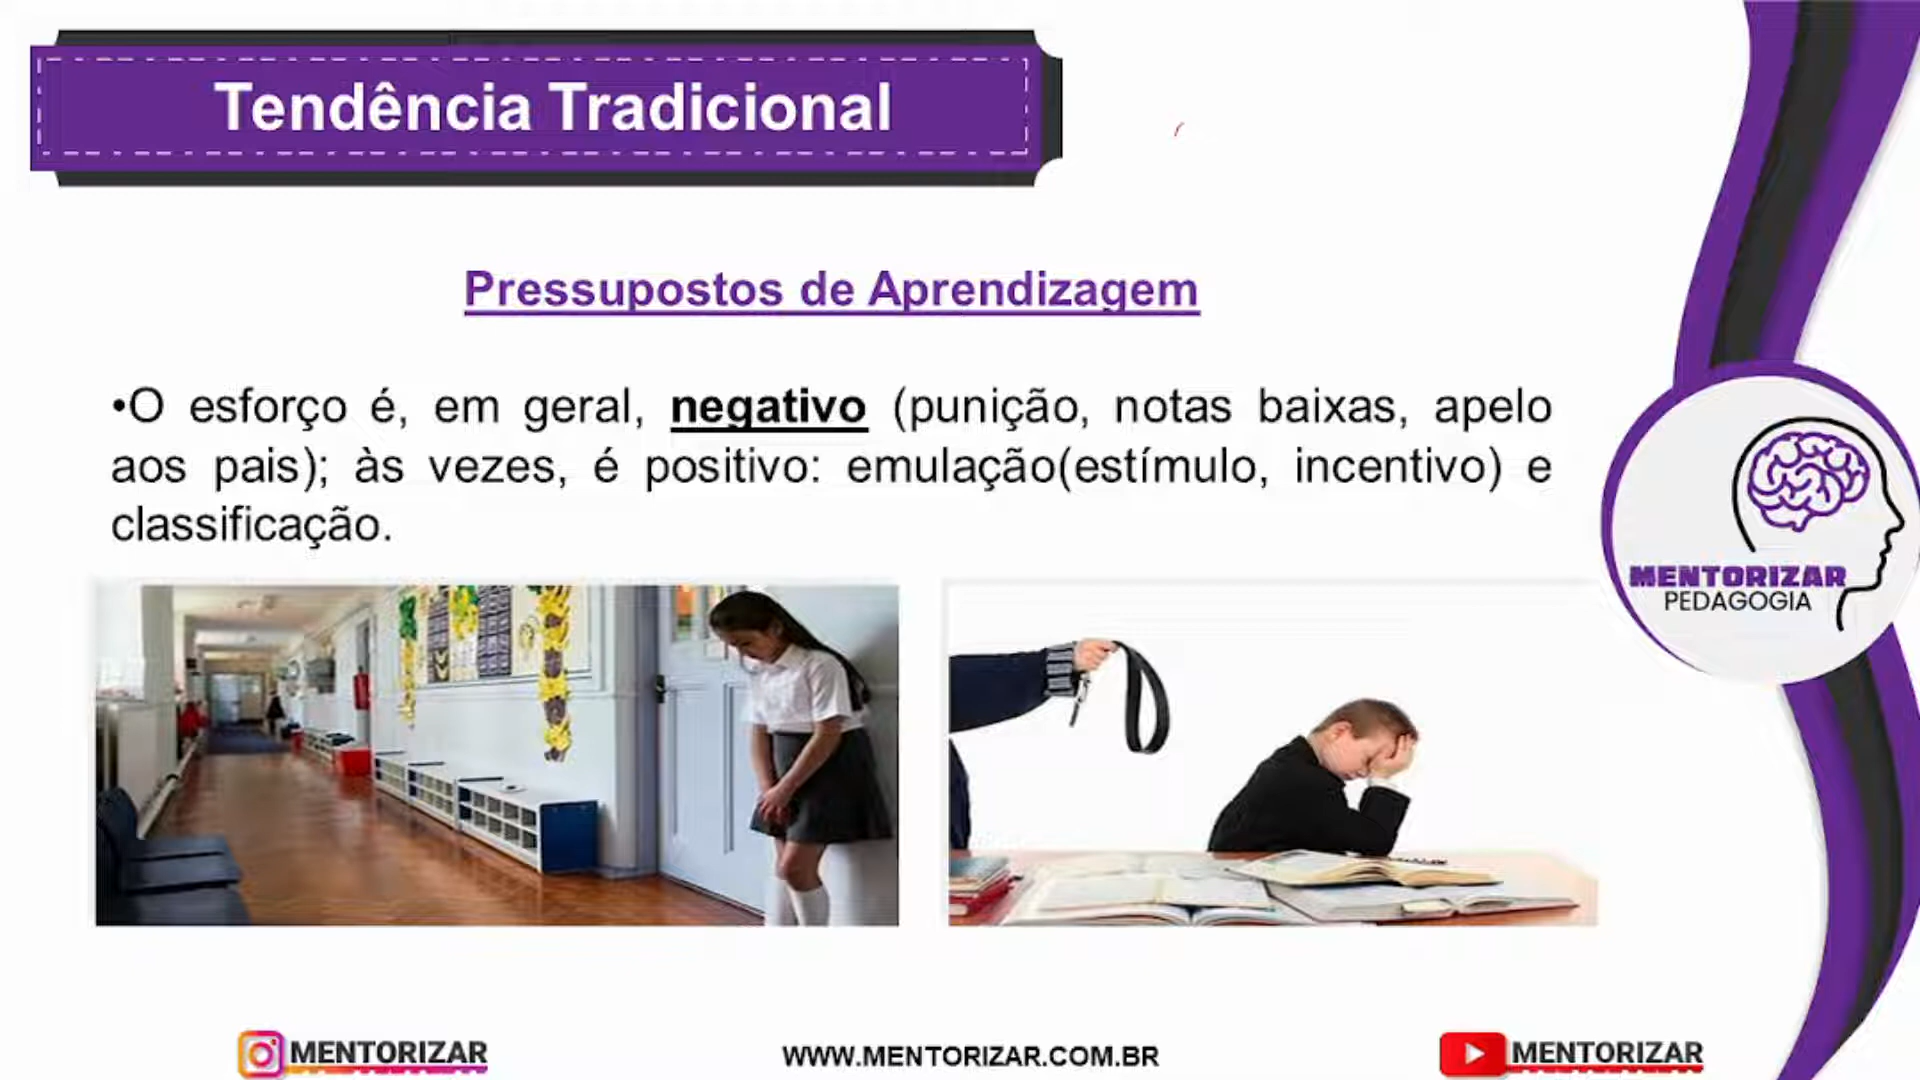 Tendência Tradicional
Pressupostos de Aprendizagem
•O esforço é, em geral, negativo (punição, notas baixas, apelo
aos pais); às vezes, é positivo: emulação(estímulo, incentivo) e
classificação.
MENTORIZAR
PEDAGOGIA
MENTORIZAR
WWW.MENTORIZAR.COM.BR
MENTORIZAR